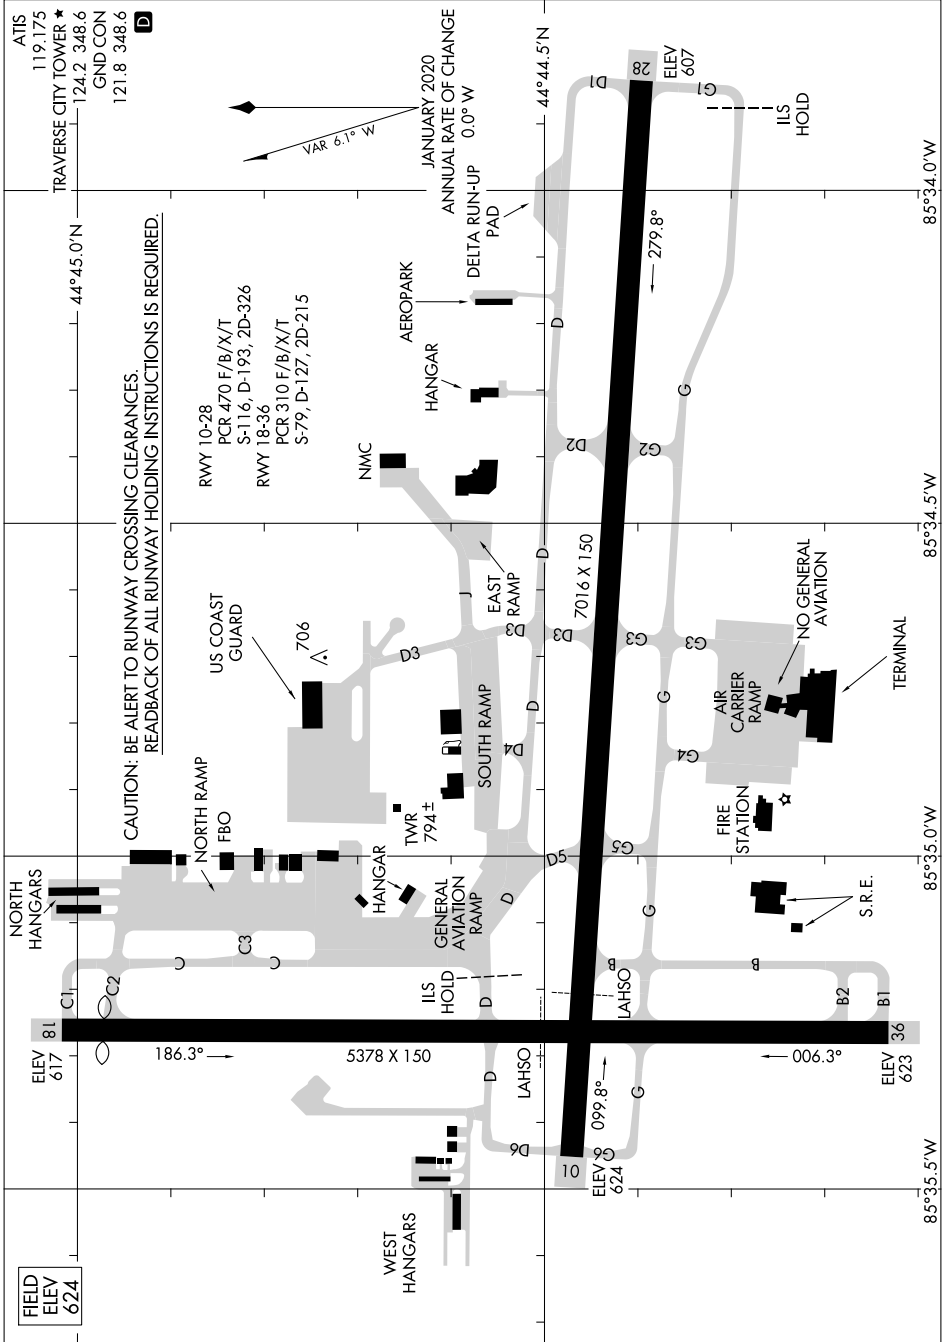 ATIS
119.175
TRAVERSE CITY TOWER ★
124.2 348.6
GND CON
121.8 348.6
D
44°45.0'N
44°44.5'N
VAR 6.1° W
JANUARY 2020
ANNUAL RATE OF CHANGE
0.0° W
CAUTION: BE ALERT TO RUNWAY CROSSING CLEARANCES.
READBACK OF ALL RUNWAY HOLDING INSTRUCTIONS IS REQUIRED.
RWY 10-28
PCR 470 F/B/X/T
S-116, D-193, 2D-326
RWY 18-36
PCR 310 F/B/X/T
S-79, D-127, 2D-215
DELTA RUN-UP
PAD
AEROPARK
HANGAR
NMC
US COAST
GUARD
706
EAST
RAMP
SOUTH RAMP
TWR
794±
NORTH RAMP
FBO
NORTH
HANGARS
HANGAR
GENERAL
AVIATION
RAMP
ILS
HOLD
LAHSO
LAHSO
WEST
HANGARS
FIELD
ELEV
624
28
ELEV
607
D1
G1
ILS
HOLD
279.8°
D
D2
G2
G
D
7016 X 150
J
D3
D3
D3
G3
G3
D
D4
G
G4
AIR
CARRIER
RAMP
NO GENERAL
AVIATION
TERMINAL
FIRE
STATION
D5
G5
D
G
S.R.E.
C1
C2
C
C3
C
D
B
B
B2
B1
18
ELEV
617
186.3°
5378 X 150
006.3°
36
ELEV
623
D
G
099.8°
D6
G6
10
ELEV
624
85°34.0'W
85°34.5'W
85°35.0'W
85°35.5'W